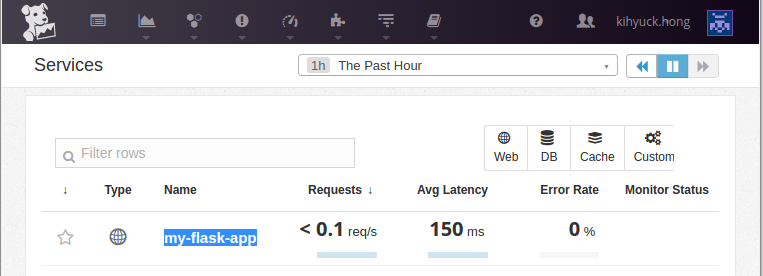 kihyuck.hong
Services
1h The Past Hour
Filter rows
Web DB Cache Custom
↓ Type Name Requests ↓ Avg Latency Error Rate Monitor Status
my-flask-app < 0.1 req/s 150 ms 0 %